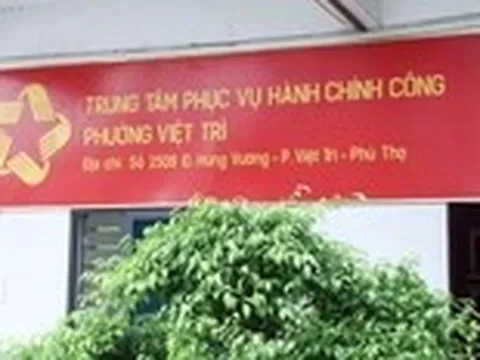 TRUNG TÂM PHỤC VỤ HÀNH CHÍNH CÔNG
PHƯỜNG VIỆT TRÌ
Địa chỉ: Số 2508 Đ. Hùng Vương - P. Việt Trì - Phú Thọ